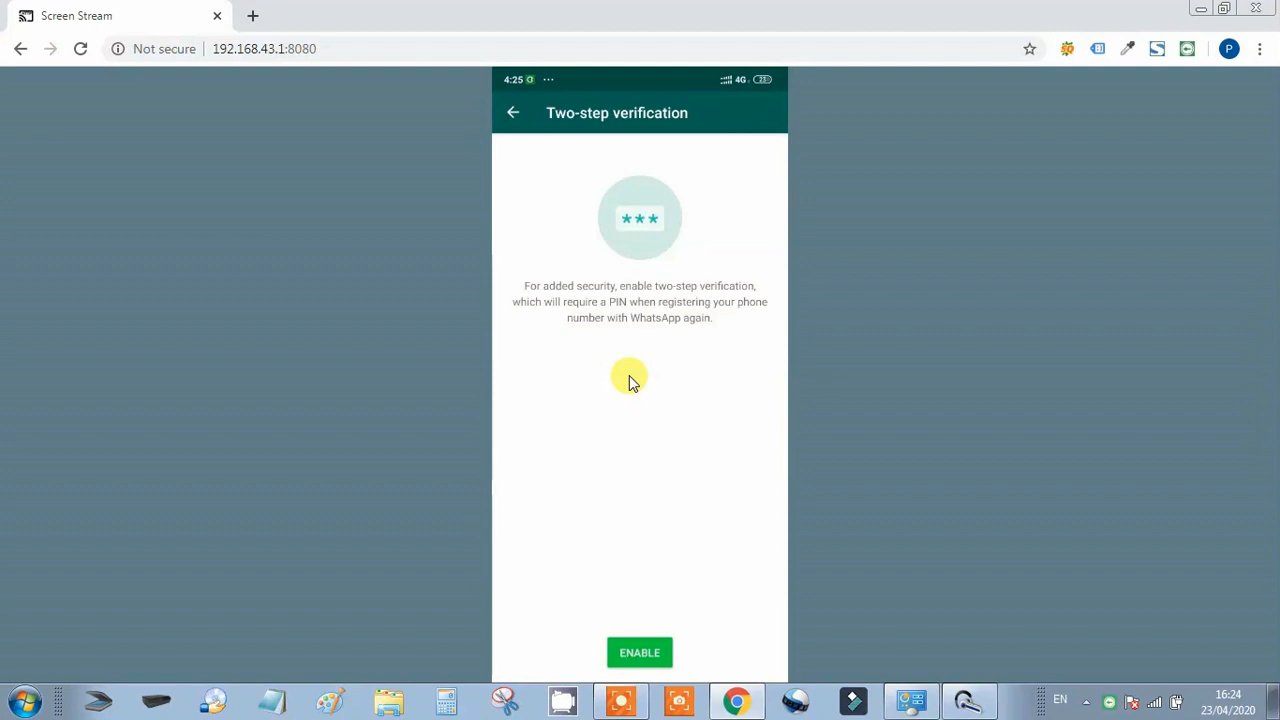 Screen Stream
Not secure
192.168.43.1:8080
P
4:25
4G
23
Two-step verification
***
For added security, enable two-step verification,
which will require a PIN when registering your phone
number with WhatsApp again.
ENABLE
EN
16:24
23/04/2020